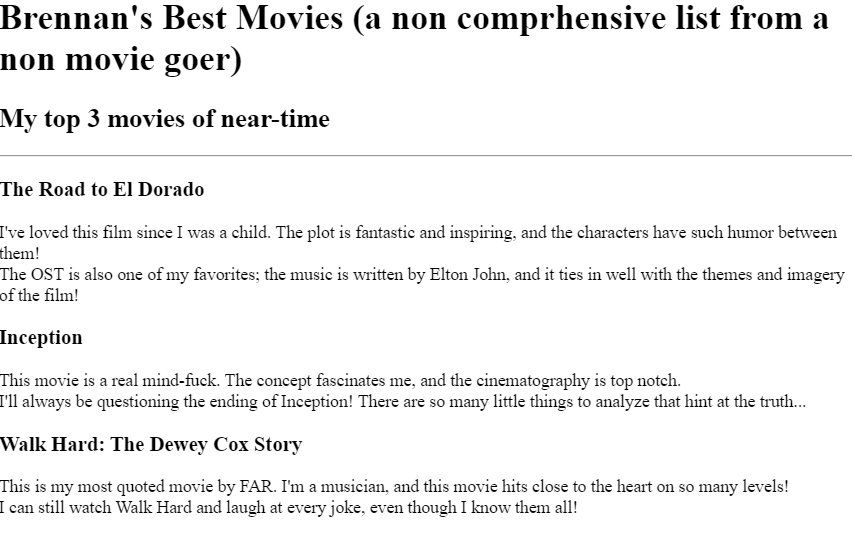 Brennan's Best Movies (a non comprhensive list from a
non movie goer)
My top 3 movies of near-time
The Road to El Dorado
I've loved this film since I was a child. The plot is fantastic and inspiring, and the characters have such humor between
them!
The OST is also one of my favorites; the music is written by Elton John, and it ties in well with the themes and imagery
of the film!
Inception
This movie is a real mind-fuck. The concept fascinates me, and the cinematography is top notch.
I'll always be questioning the ending of Inception! There are so many little things to analyze that hint at the truth...
Walk Hard: The Dewey Cox Story
This is my most quoted movie by FAR. I'm a musician, and this movie hits close to the heart on so many levels!
I can still watch Walk Hard and laugh at every joke, even though I know them all!